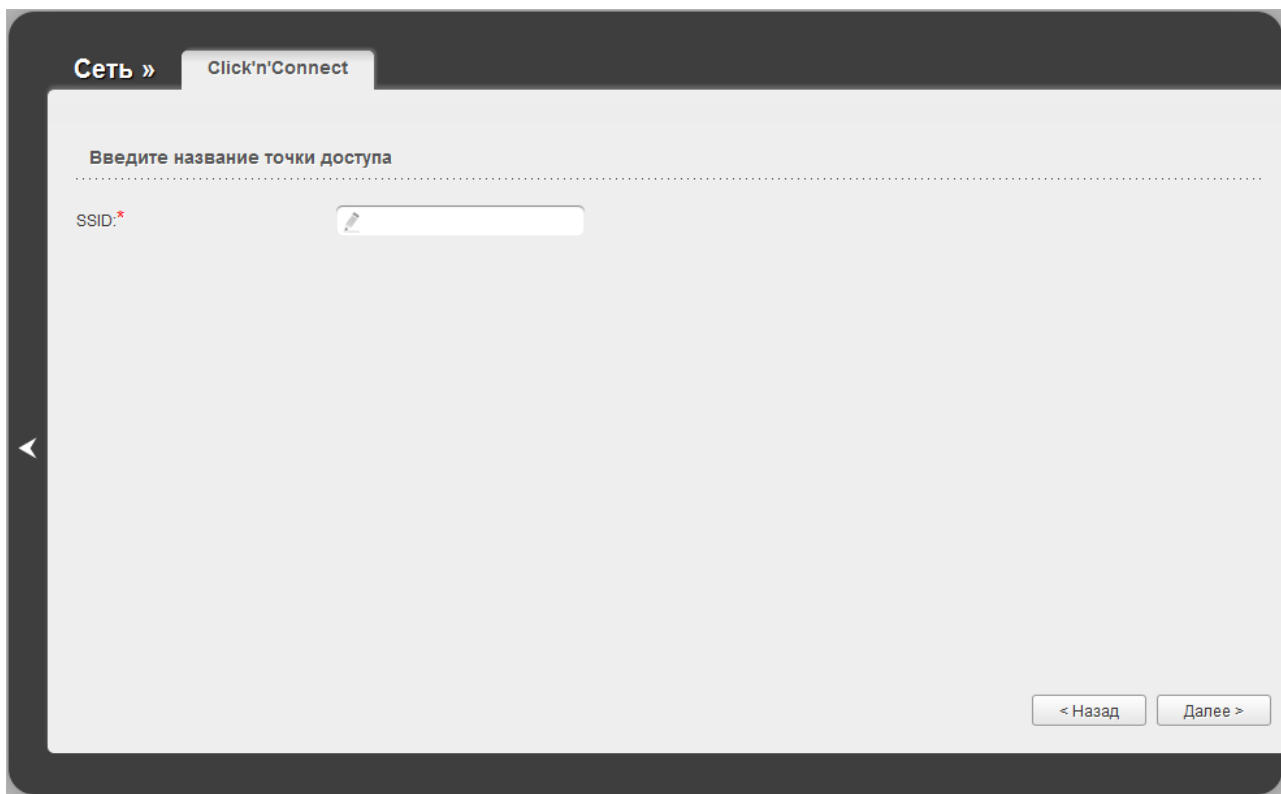 Сеть » Click'n'Connect
Введите название точки доступа
SSID:*
< Назад Далее >